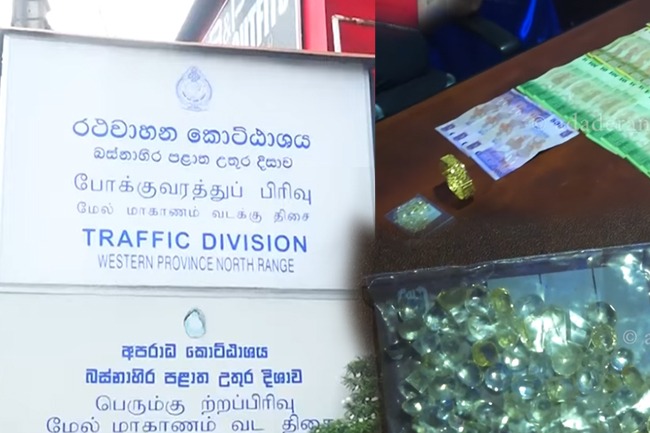 රථවාහන කොට්ඨාශය
බස්නාහිර පළාත උතුර දිසාව
போக்குவரத்துப் பிரிவு
மேல் மாகாணம் வடக்கு திசை
TRAFFIC DIVISION
WESTERN PROVINCE NORTH RANGE
අපරාධ කොට්ඨාශය
බස්නාහිර පළාත උතුර දිශාව
பெரும்கு ற்றப்பிரிவு
மேல் மாகாணம் வட திசை